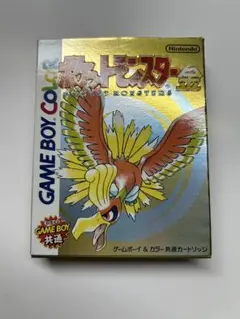 Nintendo
ポケットモンスター金
POCKET MONSTERS
GAME BOY COLOR
GAME BOY
共通
ゲームボーイ&カラー 共通カートリッジ